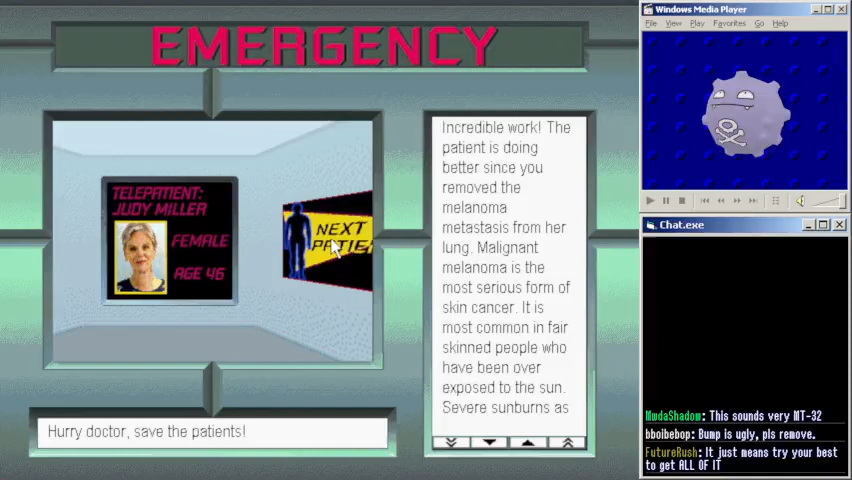 EMERGENCY
TELEPATIENT:
JUDY MILLER
FEMALE
AGE 46
NEXT
Hurry doctor, save the patients!
Incredible work! The
patient is doing
better since you
removed the
melanoma
metastasis from her
lung. Malignant
melanoma is the
most serious form of
skin cancer. It is
most common in fair
skinned people who
have been over
exposed to the sun.
Severe sunburns as
Windows Media Player
File View Play Favorites Go Help
Chat.exe
MwdaShadow: This sounds very MT-32
bboibebop: Bump is ugly, pls remove.
FutureRush: It just means try your best
to get ALL OF IT